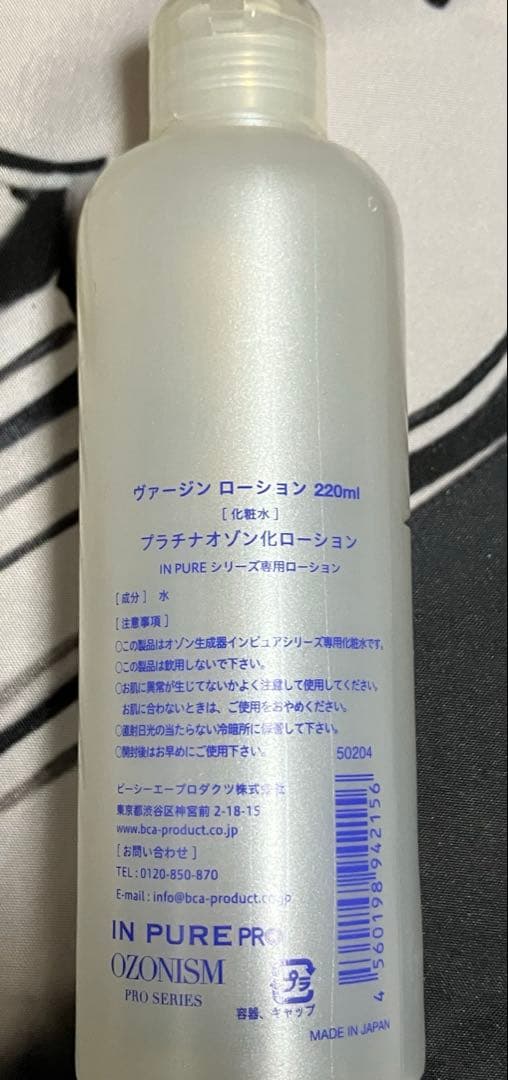 ヴァージン ローション 220ml
[ 化粧水 ]
プラチナオゾン化ローション
IN PURE シリーズ専用ローション
[ 成分 ] 水
[ 注意事項 ]
○この製品はオゾン生成器インピュアシリーズ専用化粧水です。
○この製品は飲用しないで下さい。
○お肌に異常が生じてないかよく注意して使用してください。
お肌に合わないときは、ご使用をおやめください。
○直射日光の当たらない冷暗所に保管して下さい。
○開封後はお早めにご使用下さい。
50204
ビーシーエープロダクツ株式会社
東京都渋谷区神宮前 2-18-15
www.bca-product.co.jp
[ お問い合わせ ]
TEL : 0120-850-870
E-mail : info@bca-product.co.jp
4 560198 942156
IN PURE PRO
OZONISM
PRO SERIES
プラ
容器、キャップ
MADE IN JAPAN